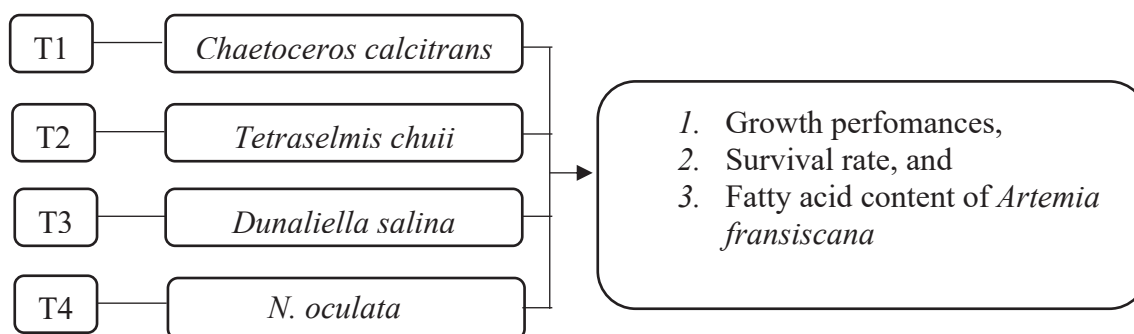 T1
Chaetoceros calcitrans
T2
Tetraselmis chuii
T3
Dunaliella salina
T4
N. oculata
1. Growth perfomances,
2. Survival rate, and
3. Fatty acid content of Artemia
fransiscana